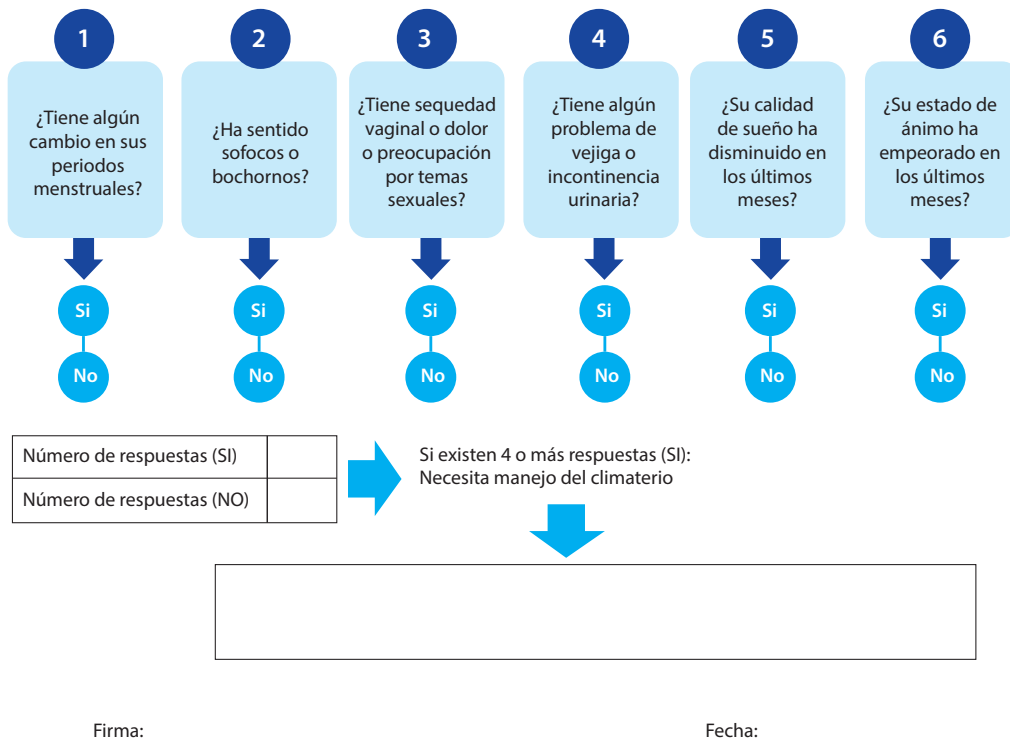 1
¿Tiene algún
cambio en sus
periodos
menstruales?
Si
No
2
¿Ha sentido
sofocos o
bochornos?
Si
No
3
¿Tiene sequedad
vaginal o dolor
o preocupación
por temas
sexuales?
Si
No
4
¿Tiene algún
problema de
vejiga o
incontinencia
urinaria?
Si
No
5
¿Su calidad
de sueño ha
disminuido en
los últimos
meses?
Si
No
6
¿Su estado de
ánimo ha
empeorado en
los últimos
meses?
Si
No
Número de respuestas (SI)
Número de respuestas (NO)
Si existen 4 o más respuestas (SI):
Necesita manejo del climaterio
Firma:
Fecha: